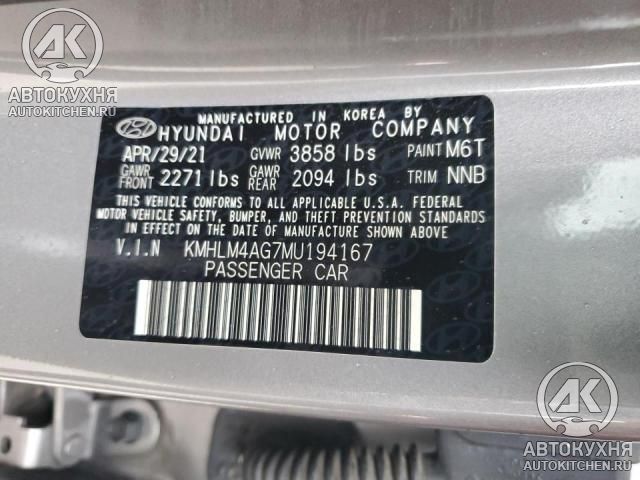 AK
АВТОКУХНЯ
AUTOKITCHEN.RU
MANUFACTURED IN KOREA BY
HYUNDAI MOTOR COMPANY
APR/29/21 GVWR 3858 lbs PAINT M6T
GAWR FRONT 2271 lbs GAWR REAR 2094 lbs TRIM NNB
THIS VEHICLE CONFORMS TO ALL APPLICABLE U.S.A. FEDERAL
MOTOR VEHICLE SAFETY, BUMPER, AND THEFT PREVENTION STANDARDS
IN EFFECT ON THE DATE OF MANUFACTURE SHOWN ABOVE.
V.I.N KMHLM4AG7MU194167
PASSENGER CAR
AK
АВТОКУХНЯ
AUTOKITCHEN.RU